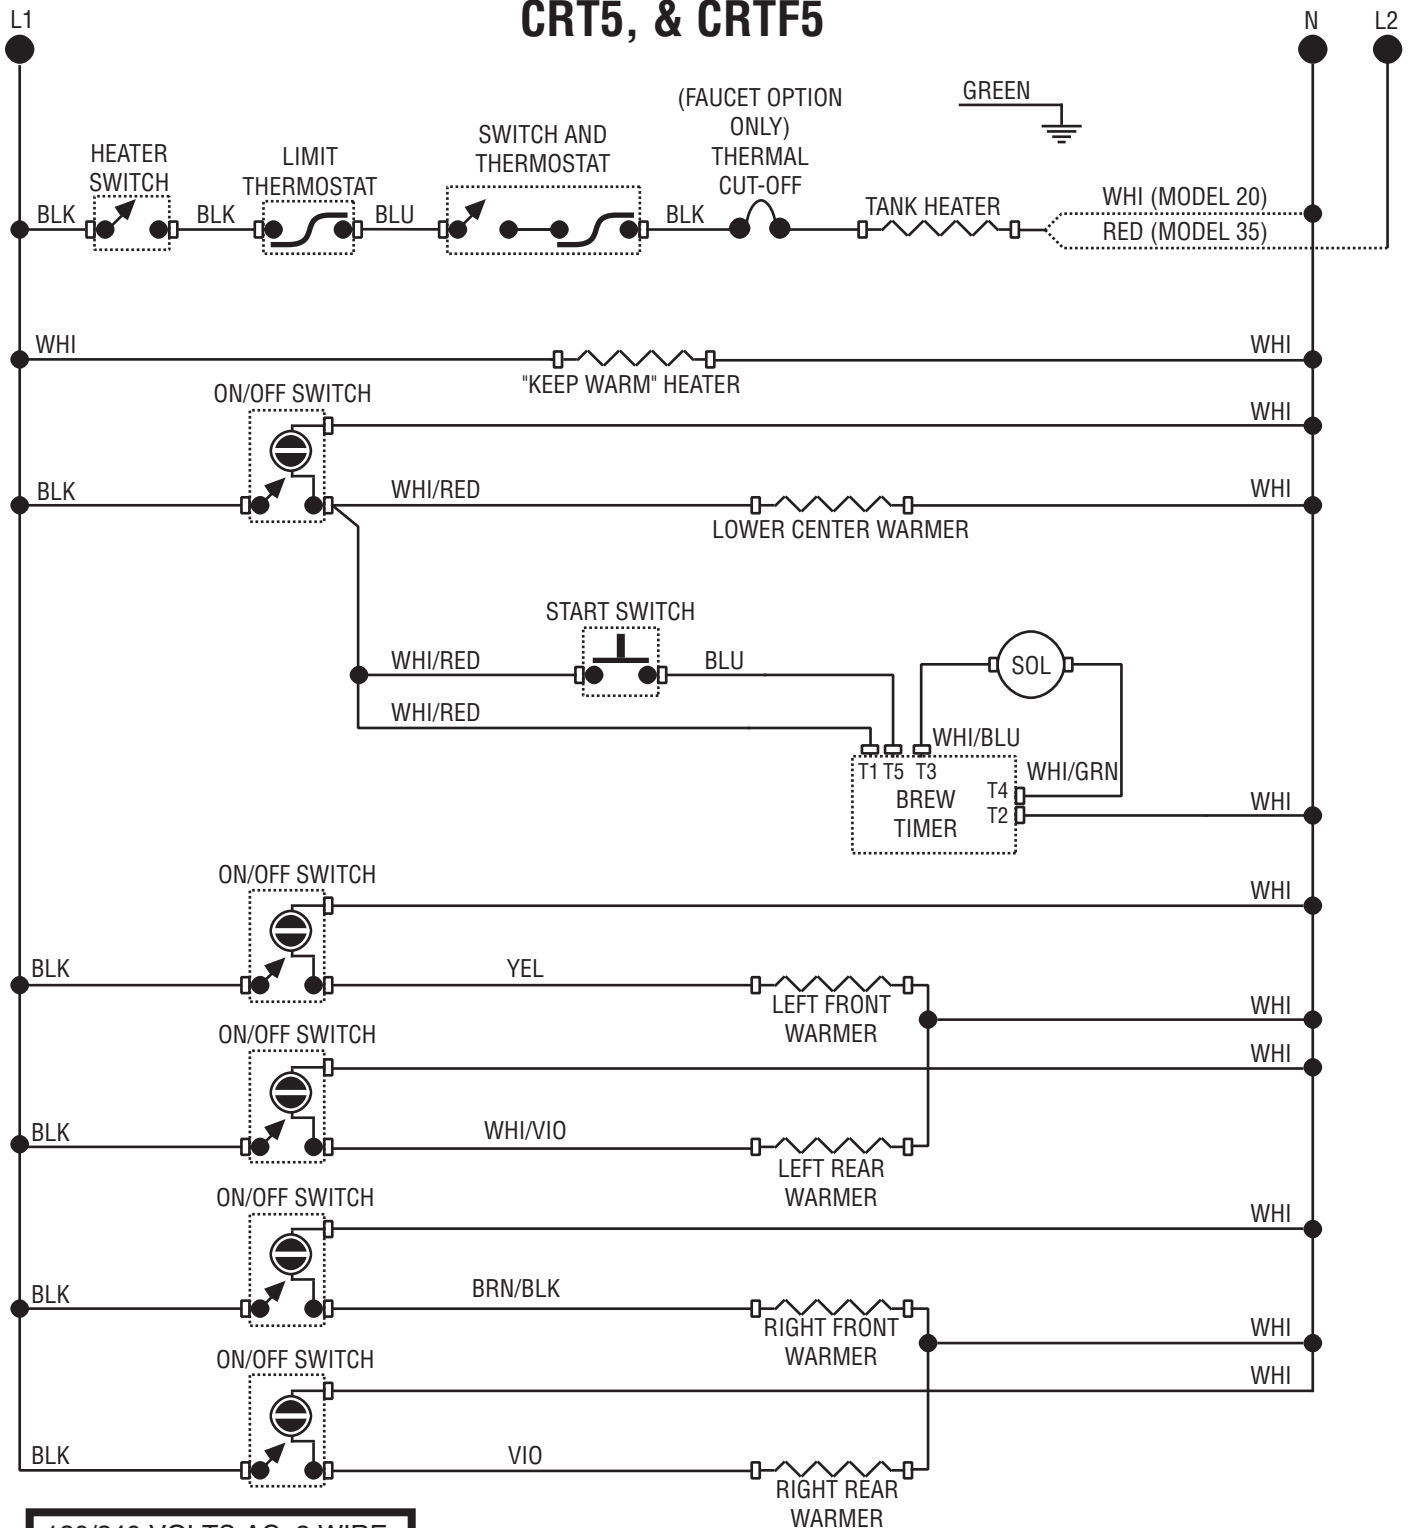 CRT5, & CRTF5
L1
N
L2
GREEN
(FAUCET OPTION
ONLY)
THERMAL
CUT-OFF
SWITCH AND
THERMOSTAT
HEATER
SWITCH
LIMIT
THERMOSTAT
BLK
BLK
BLU
BLK
TANK HEATER
WHI (MODEL 20)
RED (MODEL 35)
WHI
"KEEP WARM" HEATER
WHI
ON/OFF SWITCH
WHI
BLK
WHI/RED
LOWER CENTER WARMER
WHI
START SWITCH
WHI/RED
BLU
SOL
WHI/RED
WHI/BLU
WHI/GRN
T1 T5 T3
T4
T2
BREW
TIMER
WHI
ON/OFF SWITCH
WHI
BLK
YEL
LEFT FRONT
WARMER
WHI
ON/OFF SWITCH
WHI
BLK
WHI/VIO
LEFT REAR
WARMER
ON/OFF SWITCH
WHI
BLK
BRN/BLK
RIGHT FRONT
WARMER
WHI
ON/OFF SWITCH
WHI
BLK
VIO
RIGHT REAR
WARMER